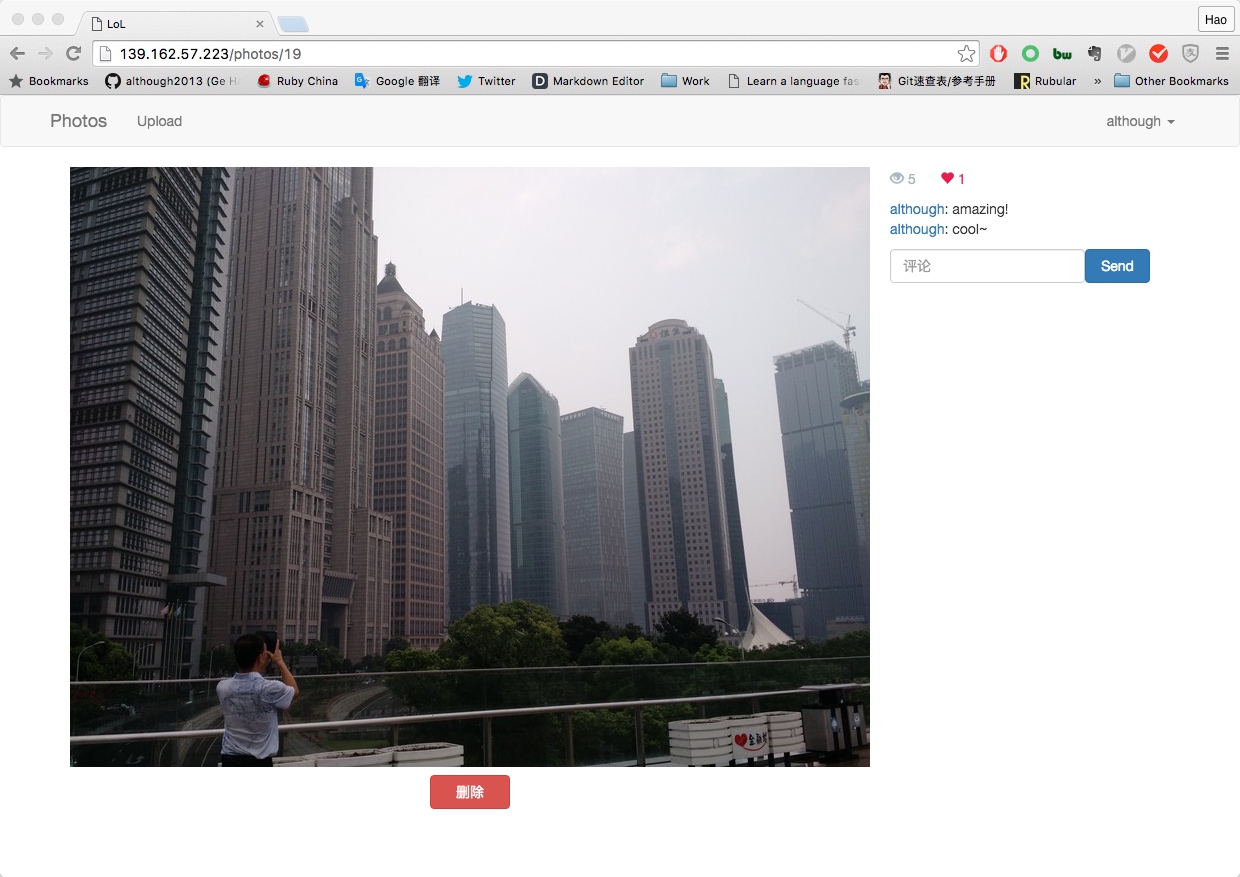 LoL
Hao
139.162.57.223/photos/19
bw
Bookmarks
although2013 (Ge H
Ruby China
Google 翻译
Twitter
D
Markdown Editor
Work
Learn a language fas
Git速查表/参考手册
R
Rubular
»
Other Bookmarks
Photos
Upload
although
5
1
although: amazing!
although: cool~
评论
Send
删除